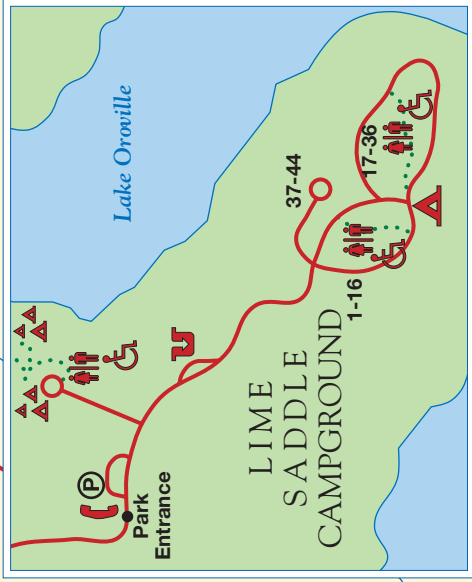 Lake Oroville
17-36
37-44
1-16
LIME
SADDLE
CAMPGROUND
P
Park
Entrance